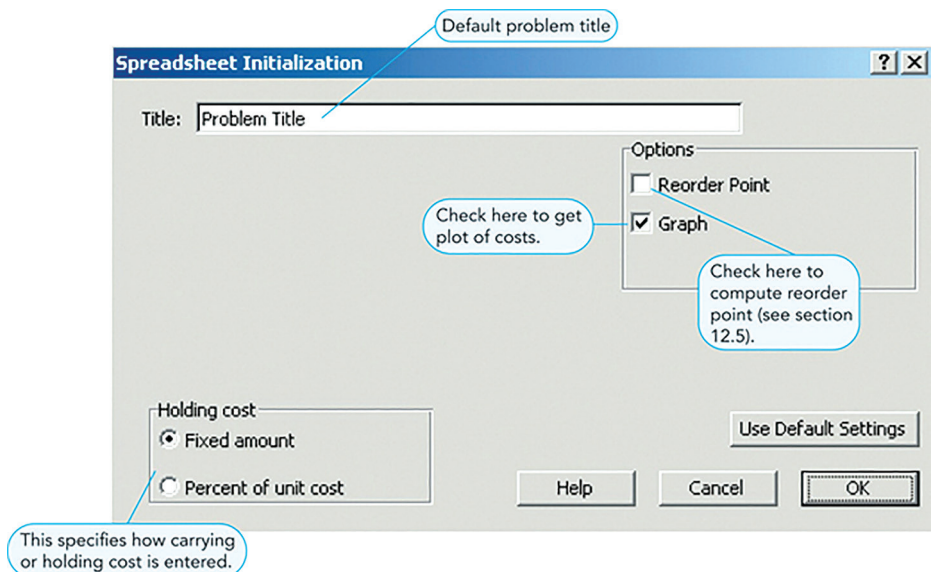 Default problem title
Spreadsheet Initialization
Title: Problem Title
Options
Reorder Point
Graph
Check here to get
plot of costs.
Check here to
compute reorder
point (see section
12.5).
Holding cost
Fixed amount
Percent of unit cost
Use Default Settings
Help
Cancel
OK
This specifies how carrying
or holding cost is entered.